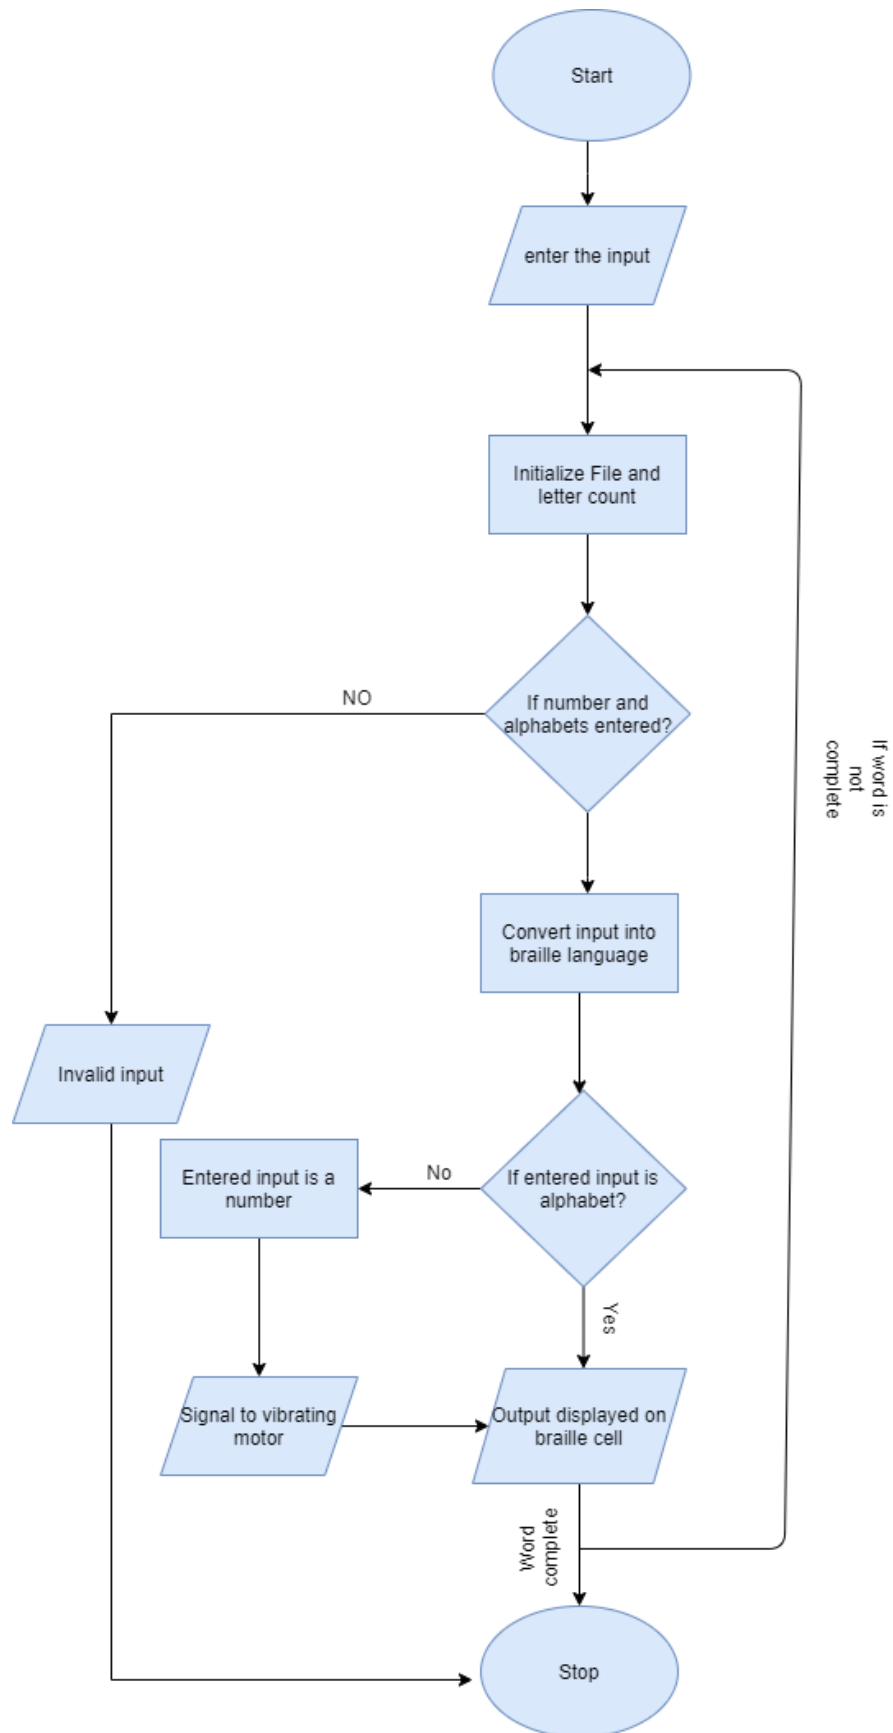 Start
enter the input
Initialize File and
letter count
If number and
alphabets entered?
NO
If word is
not
complete
Convert input into
braille language
Invalid input
Entered input is a
number
No
If entered input is
alphabet?
Yes
Signal to vibrating
motor
Output displayed on
braille cell
Word
complete
Stop